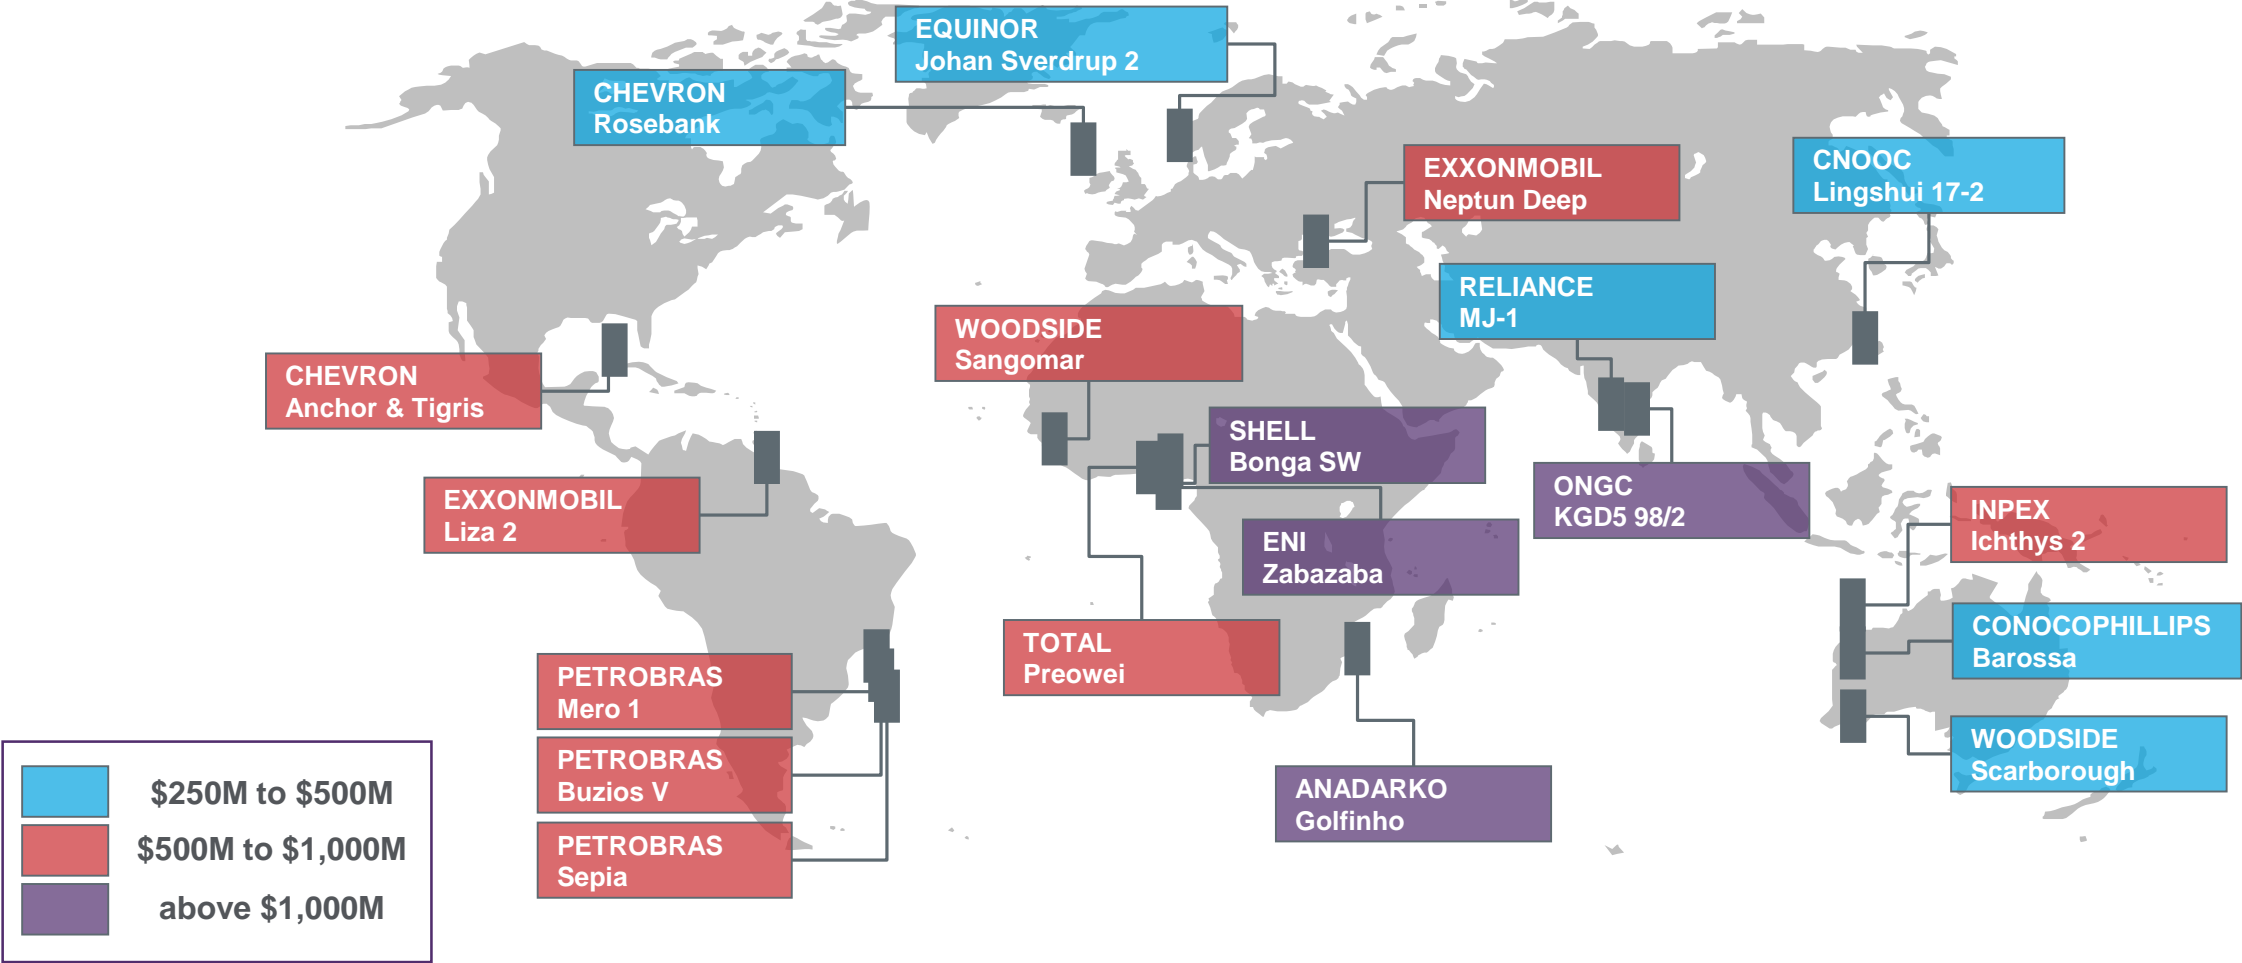 EQUINOR
Johan Sverdrup 2
CHEVRON
Rosebank
EXXONMOBIL
Neptun Deep
CNOOC
Lingshui 17-2
RELIANCE
MJ-1
WOODSIDE
Sangomar
CHEVRON
Anchor & Tigris
SHELL
Bonga SW
EXXONMOBIL
Liza 2
ONGC
KGD5 98/2
INPEX
Ichthys 2
ENI
Zabazaba
CONOCOPHILLIPS
Barossa
TOTAL
Preowei
PETROBRAS
Mero 1
WOODSIDE
Scarborough
PETROBRAS
Buzios V
ANADARKO
Golfinho
PETROBRAS
Sepia
$250M to $500M
$500M to $1,000M
above $1,000M